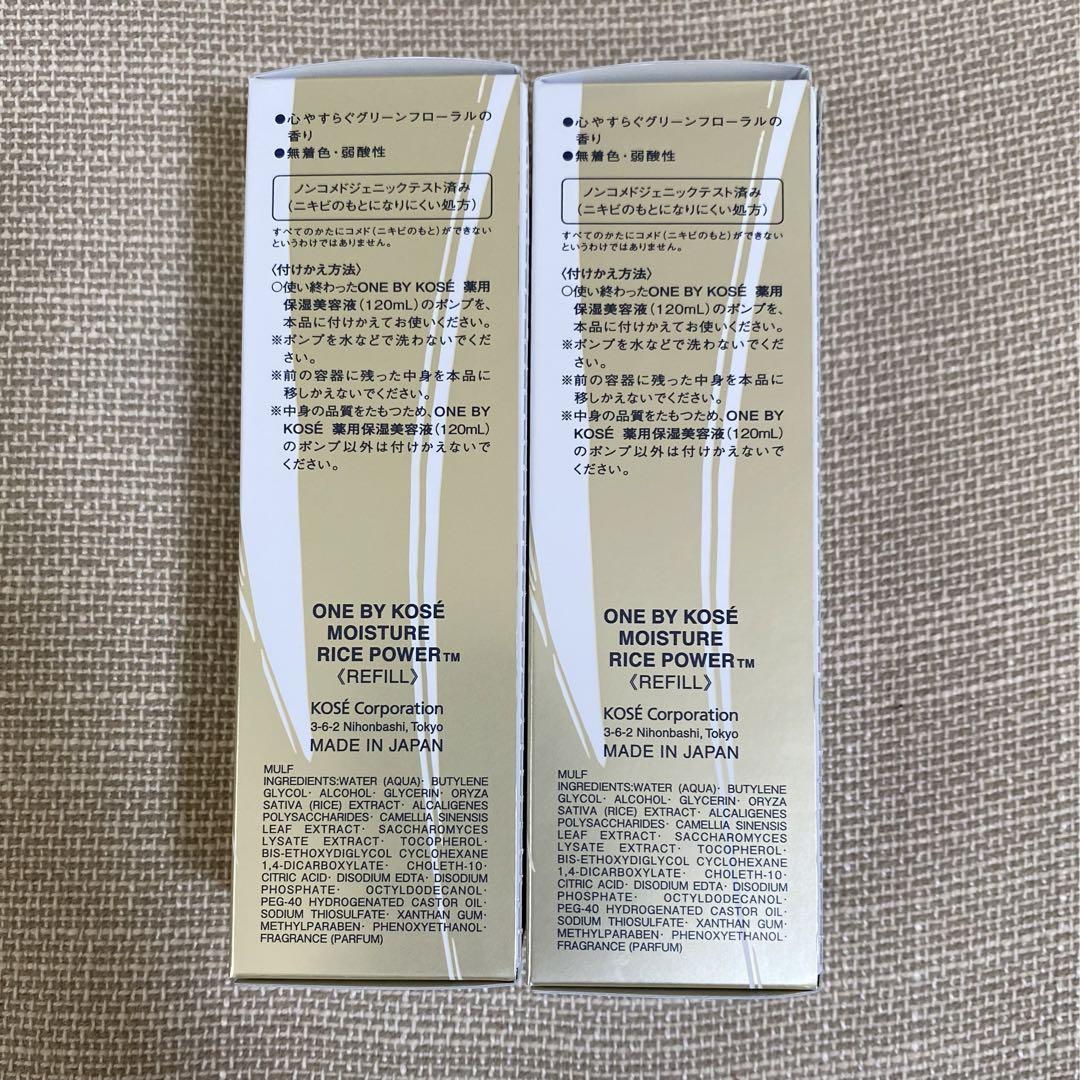 ●心やすらぐグリーンフローラルの
香り
●無着色・弱酸性
ノンコメドジェニックテスト済み
(ニキビのもとになりにくい処方)
すべてのかたにコメド(ニキビのもと)ができない
というわけではありません。
〈付けかえ方法〉
○使い終わったONE BY KOSÉ 薬用
保湿美容液(120mL)のポンプを、
本品に付けかえてお使いください。
※ポンプを水などで洗わないでくだ
さい。
※前の容器に残った中身を本品に
移しかえないでください。
※中身の品質をたもつため、ONE BY
KOSÉ 薬用保湿美容液(120mL)
のポンプ以外は付けかえないで
ください。
ONE BY KOSÉ
MOISTURE
RICE POWER™
《REFILL》
KOSÉ Corporation
3-6-2 Nihonbashi, Tokyo
MADE IN JAPAN
MULF
INGREDIENTS:WATER (AQUA)· BUTYLENE
GLYCOL· ALCOHOL· GLYCERIN· ORYZA
SATIVA (RICE) EXTRACT· ALCALIGENES
POLYSACCHARIDES· CAMELLIA SINENSIS
LEAF EXTRACT· SACCHAROMYCES
LYSATE EXTRACT· TOCOPHEROL·
BIS-ETHOXYDIGLYCOL CYCLOHEXANE
1,4-DICARBOXYLATE· CHOLETH-10·
CITRIC ACID· DISODIUM EDTA· DISODIUM
PHOSPHATE· OCTYLDODECANOL·
PEG-40 HYDROGENATED CASTOR OIL·
SODIUM THIOSULFATE· XANTHAN GUM·
METHYLPARABEN· PHENOXYETHANOL·
FRAGRANCE (PARFUM)
●心やすらぐグリーンフローラルの
香り
●無着色・弱酸性
ノンコメドジェニックテスト済み
(ニキビのもとになりにくい処方)
すべてのかたにコメド(ニキビのもと)ができない
というわけではありません。
〈付けかえ方法〉
○使い終わったONE BY KOSÉ 薬用
保湿美容液(120mL)のポンプを、
本品に付けかえてお使いください。
※ポンプを水などで洗わないでくだ
さい。
※前の容器に残った中身を本品に
移しかえないでください。
※中身の品質をたもつため、ONE BY
KOSÉ 薬用保湿美容液(120mL)
のポンプ以外は付けかえないで
ください。
ONE BY KOSÉ
MOISTURE
RICE POWER™
《REFILL》
KOSÉ Corporation
3-6-2 Nihonbashi, Tokyo
MADE IN JAPAN
MULF
INGREDIENTS:WATER (AQUA)· BUTYLENE
GLYCOL· ALCOHOL· GLYCERIN· ORYZA
SATIVA (RICE) EXTRACT· ALCALIGENES
POLYSACCHARIDES· CAMELLIA SINENSIS
LEAF EXTRACT· SACCHAROMYCES
LYSATE EXTRACT· TOCOPHEROL·
BIS-ETHOXYDIGLYCOL CYCLOHEXANE
1,4-DICARBOXYLATE· CHOLETH-10·
CITRIC ACID· DISODIUM EDTA· DISODIUM
PHOSPHATE· OCTYLDODECANOL·
PEG-40 HYDROGENATED CASTOR OIL·
SODIUM THIOSULFATE· XANTHAN GUM·
METHYLPARABEN· PHENOXYETHANOL·
FRAGRANCE (PARFUM)